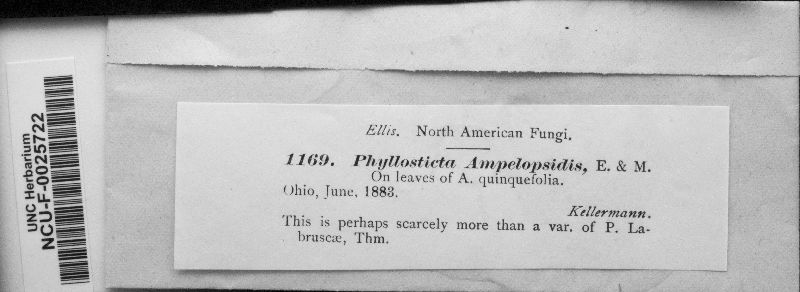 UNC Herbarium
NCU-F-0025722
Ellis. North American Fungi.
1169. Phyllosticta Ampelopsidis, E. & M.
On leaves of A. quinquefolia.
Ohio, June, 1883.
Kellermann.
This is perhaps scarcely more than a var. of P. La-
bruscæ, Thm.